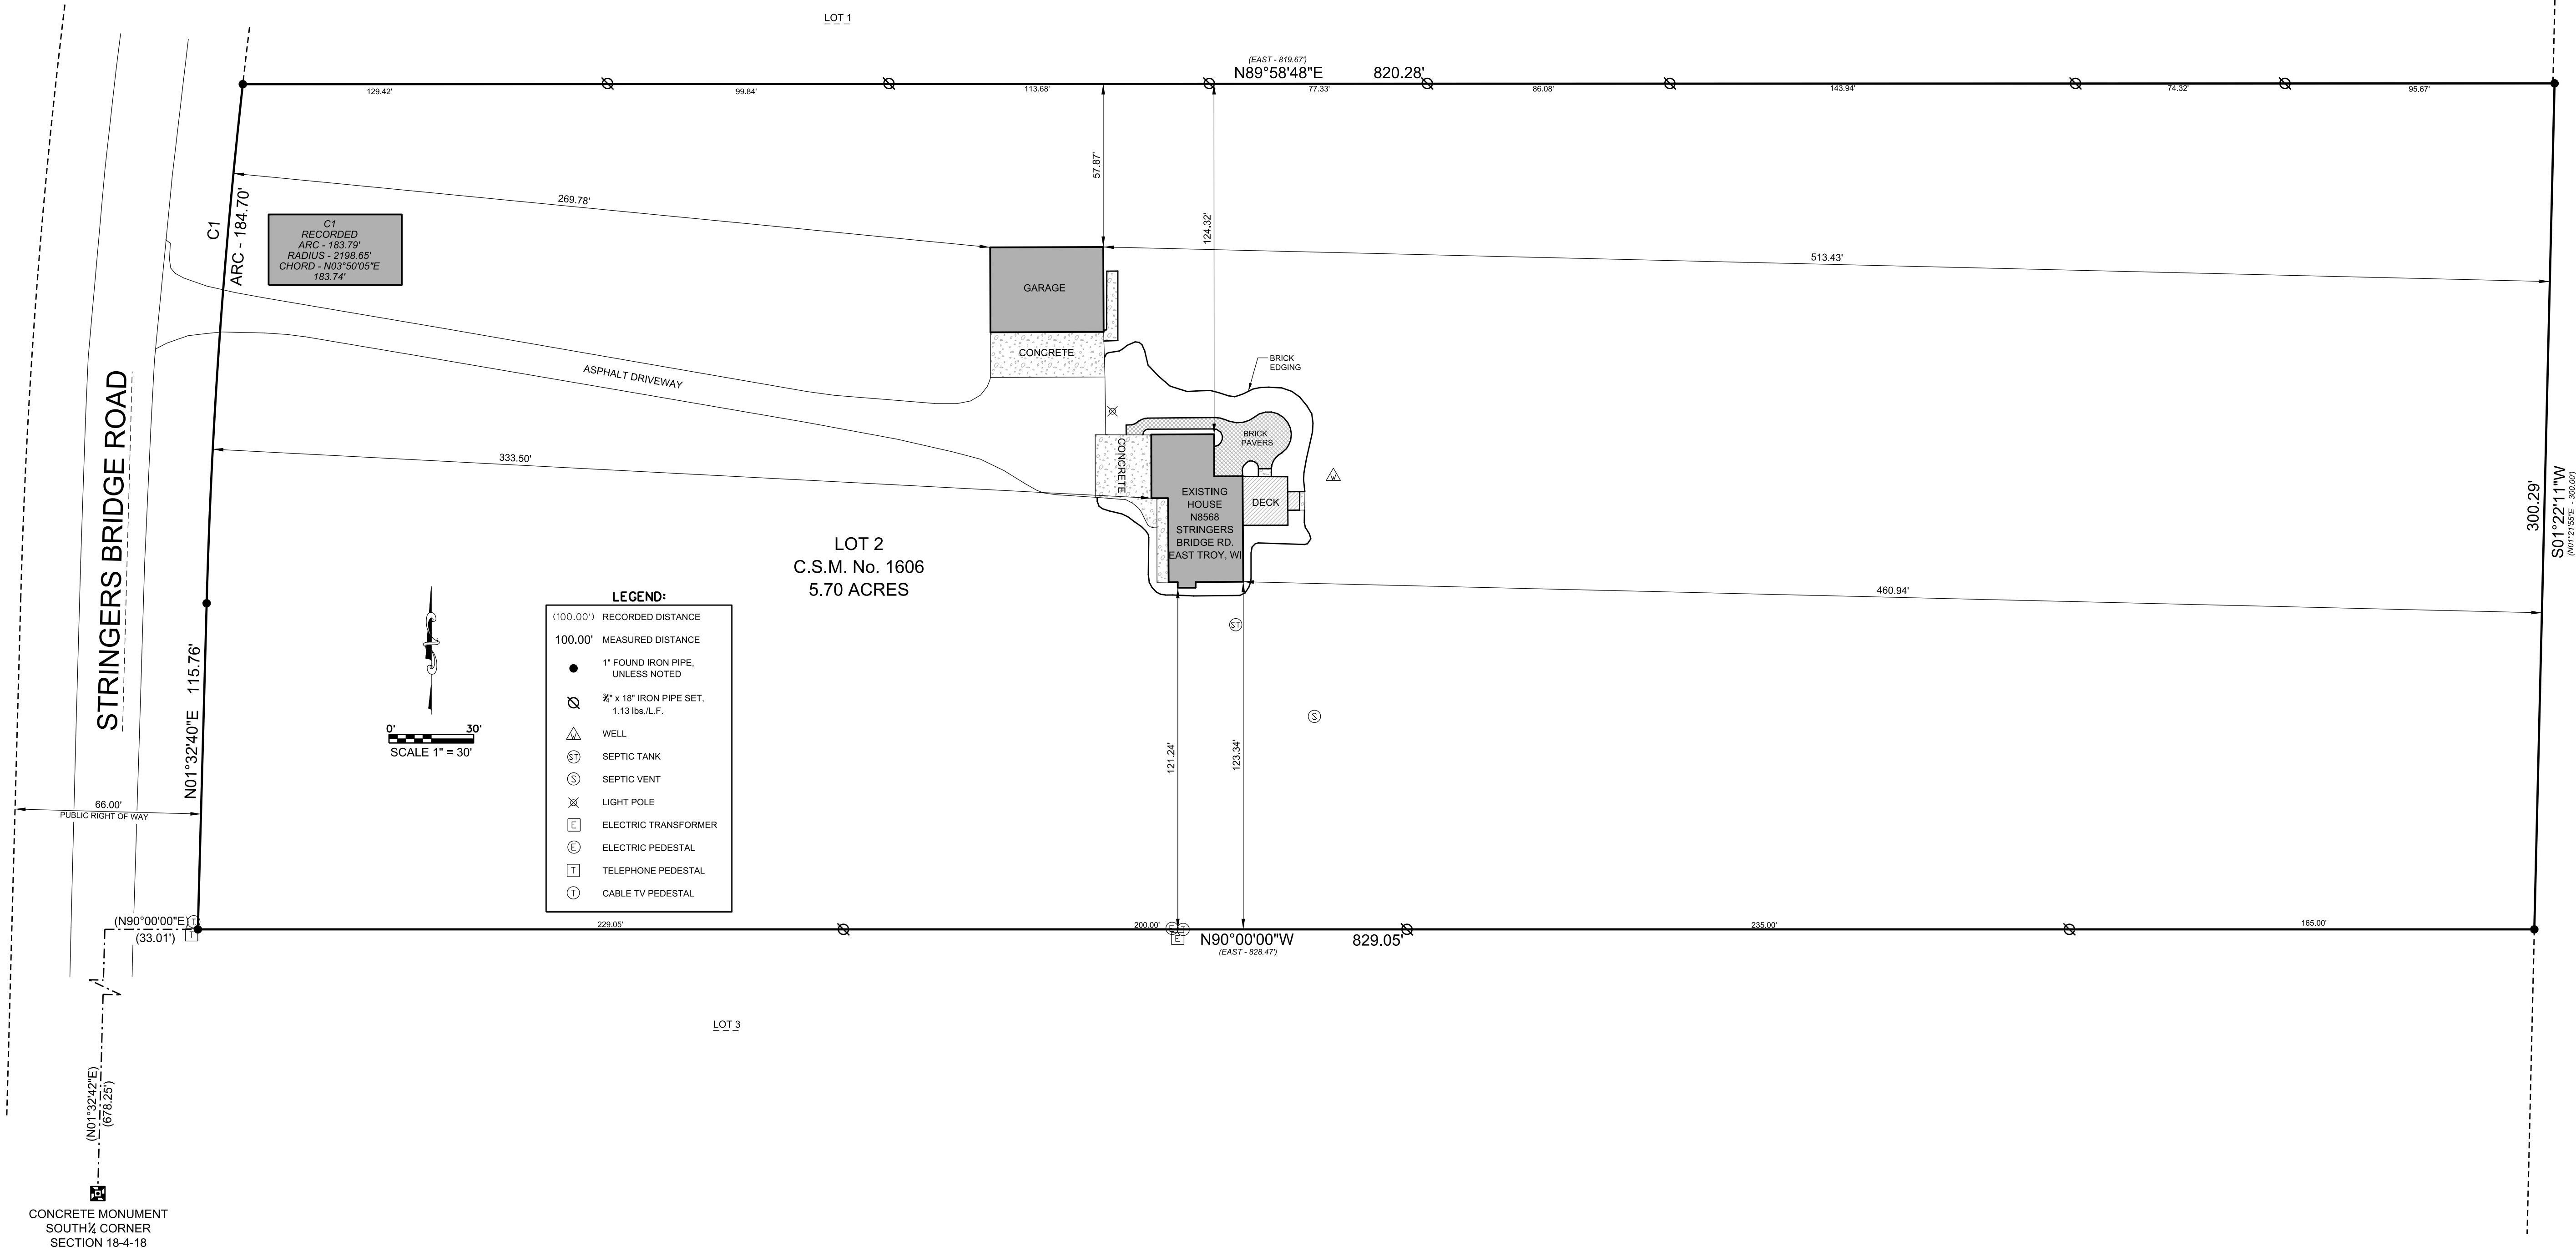 LOT 1
(EAST - 819.67')
N89°58'48"E 820.28'
129.42'
99.84'
113.68'
77.33'
86.08'
143.94'
74.32'
95.67'
57.87'
124.32'
269.78'
513.43'
C1
ARC - 184.70'
C1
RECORDED
ARC - 183.79'
RADIUS - 2198.65'
CHORD - N03°50'05"E
183.74'
GARAGE
CONCRETE
ASPHALT DRIVEWAY
BRICK
EDGING
BRICK
PAVERS
CONCRETE
DECK
EXISTING
HOUSE
N8568
STRINGERS
BRIDGE RD.
EAST TROY, WI
W
333.50'
STRINGERS BRIDGE ROAD
LOT 2
C.S.M. No. 1606
5.70 ACRES
460.94'
300.29'
S01°22'11"W
(N01°21'55"E - 300.00')
ST
S
121.24'
123.34'
N01°32'40"E 115.76'
66.00'
PUBLIC RIGHT OF WAY
0' 30'
SCALE 1" = 30'
LEGEND:
(100.00') RECORDED DISTANCE
100.00' MEASURED DISTANCE
1" FOUND IRON PIPE,
UNLESS NOTED
¾" x 18" IRON PIPE SET,
1.13 lbs./L.F.
W WELL
ST SEPTIC TANK
S SEPTIC VENT
LIGHT POLE
E ELECTRIC TRANSFORMER
E ELECTRIC PEDESTAL
T TELEPHONE PEDESTAL
T CABLE TV PEDESTAL
(N90°00'00"E)
T
T
(33.01')
229.05'
200.00'
E
T
E
N90°00'00"W 829.05'
(EAST - 828.47')
235.00'
165.00'
LOT 3
(N01°32'42"E)
(678.25')
CONCRETE MONUMENT
SOUTH¼ CORNER
SECTION 18-4-18